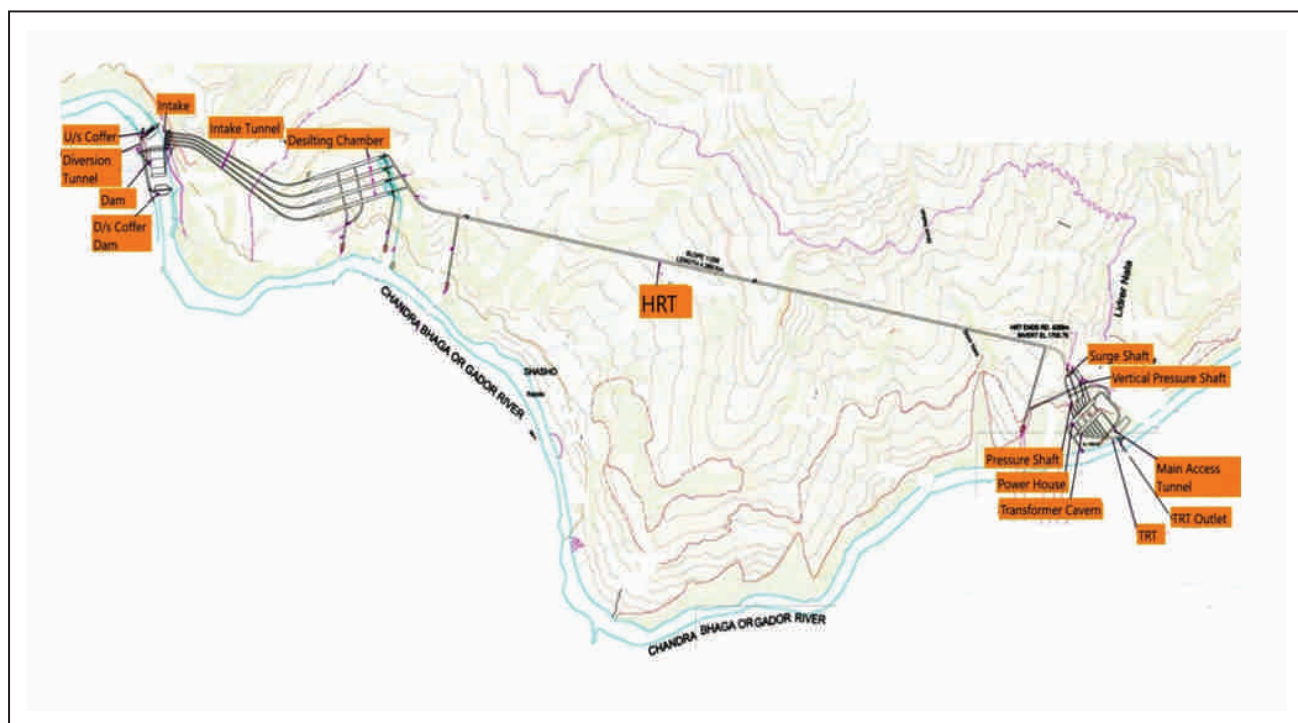 Intake
U/s Coffer
Intake Tunnel
Desilting Chamber
Diversion
Tunnel
Dam
D/s Coffer
Dam
HRT
CHANDRA BHAGA OR GADOR RIVER
SHASHO
Lidrar Nala
Surge Shaft
Vertical Pressure Shaft
Pressure Shaft
Power House
Transformer Cavern
Main Access
Tunnel
TRT Outlet
TRT
CHANDRA BHAGA OR GADOR RIVER